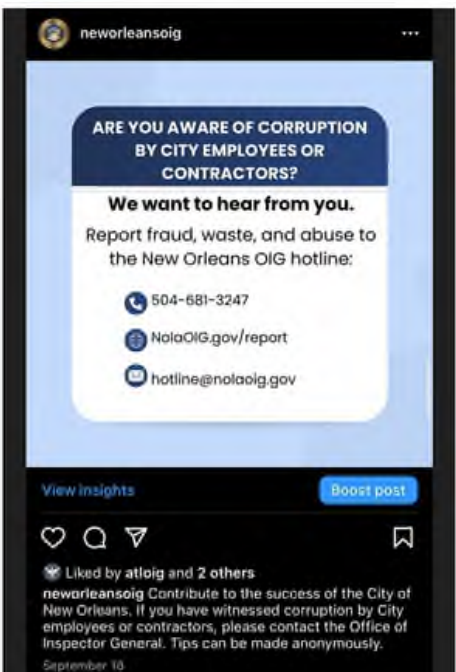 neworleansoig
ARE YOU AWARE OF CORRUPTION
BY CITY EMPLOYEES OR
CONTRACTORS?
We want to hear from you.
Report fraud, waste, and abuse to
the New Orleans OIG hotline:
504-681-3247
NolaOIG.gov/report
hotline@nolaoig.gov
View insights
Boost post
Liked by atloig and 2 others
neworleansoig Contribute to the success of the City of
New Orleans. If you have witnessed corruption by City
employees or contractors, please contact the Office of
Inspector General. Tips can be made anonymously.
September 18